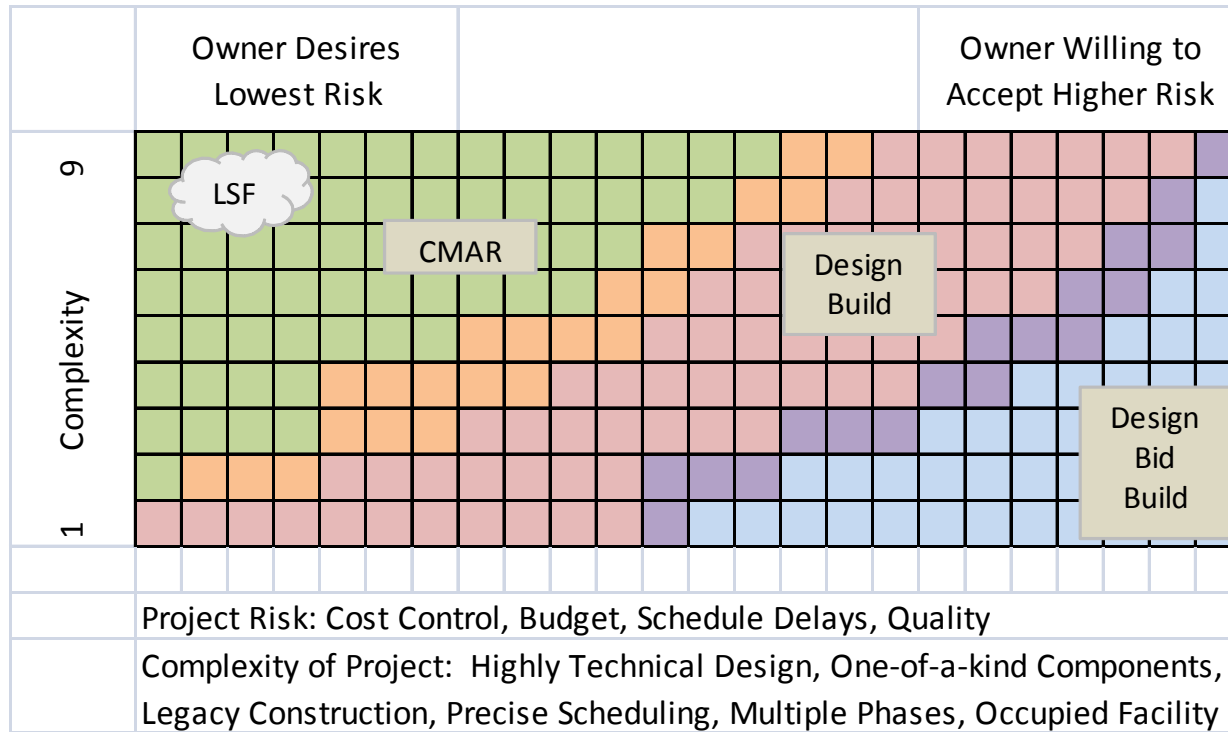 Owner Desires
Lowest Risk
Owner Willing to
Accept Higher Risk
9
LSF
CMAR
Design
Build
Complexity
Design
Bid
Build
1
Project Risk: Cost Control, Budget, Schedule Delays, Quality
Complexity of Project:  Highly Technical Design, One-of-a-kind Components,
Legacy Construction, Precise Scheduling, Multiple Phases, Occupied Facility